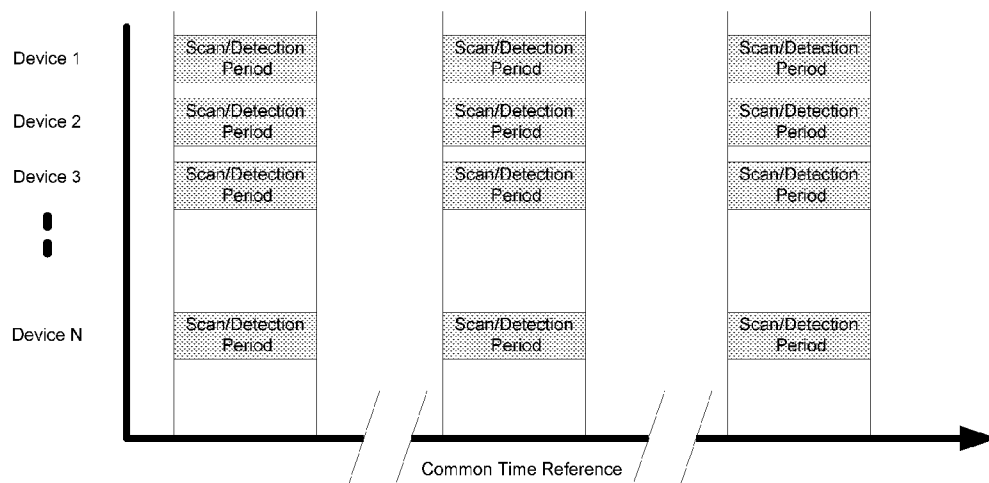 Device 1
Scan/Detection
Period
Scan/Detection
Period
Scan/Detection
Period
Device 2
Scan/Detection
Period
Scan/Detection
Period
Scan/Detection
Period
Device 3
Scan/Detection
Period
Scan/Detection
Period
Scan/Detection
Period
Device N
Scan/Detection
Period
Scan/Detection
Period
Scan/Detection
Period
Common Time Reference